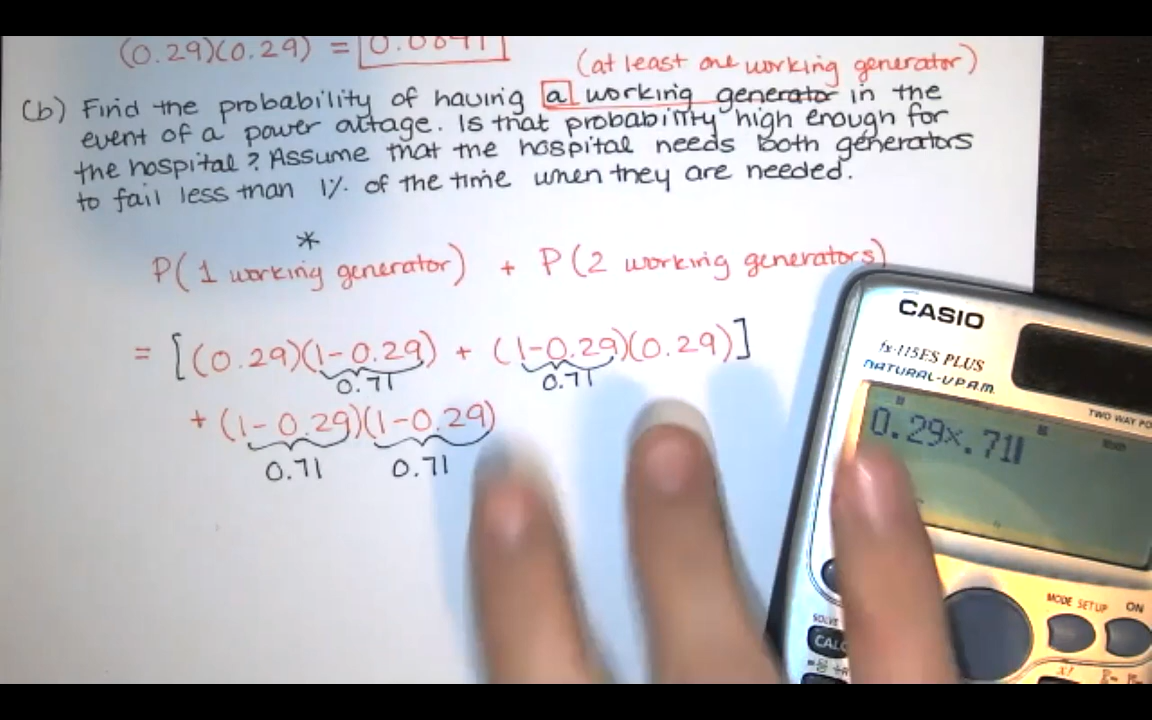 (0.29)(0.29) = 0.0841
(at least one working generator)
(b) Find the probability of having a working generator in the
event of a power outage. Is that probability high enough for
the hospital? Assume that the hospital needs both generators
to fail less than 1% of the time when they are needed.
*
P(1 working generator) + P(2 working generators)
= [(0.29)(1-0.29) + (1-0.29)(0.29)]
0.71 0.71
+ (1-0.29)(1-0.29)
0.71 0.71
CASIO
fx-115ES PLUS
NATURAL-V.P.A.M.
TWO WAY PO
0.29×.71
MODE SETUP ON
SOLVE
CALC
x!